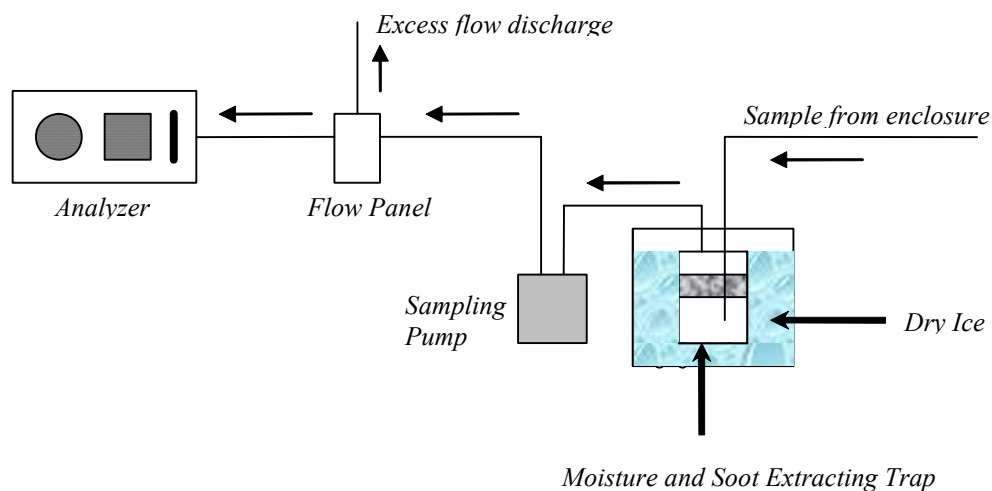 Excess flow discharge
Sample from enclosure
Analyzer
Flow Panel
Sampling
Pump
Dry Ice
Moisture and Soot Extracting Trap